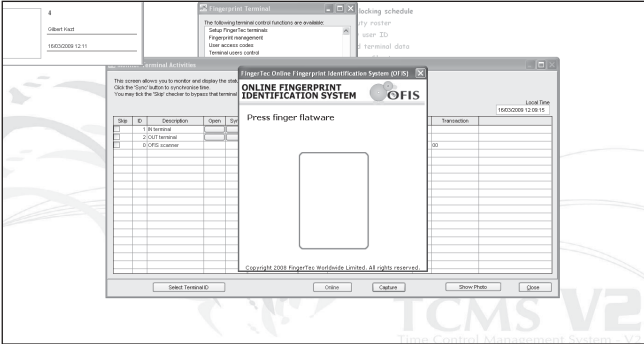 4
Gilbert Kazt
16/03/2009 12:11
Fingerprint Terminal
The following terminal control functions are available:
Setup FingerTec terminals
Fingerprint management
User access codes
Terminal users control
locking schedule
uty roster
user ID
d terminal data
Terminal Activities
This screen allows you to monitor and display the stat
Click the 'Sync' button to synchronise time.
You may tick the 'Skip' checker to bypass that terminal
Local Time
16/03/2009 12:09:15
Skip ID Description Open Syn Transaction
1 IN terminal
2 OUT terminal
0 OFIS scanner 00
FingerTec Online Fingerprint Identification System (OFIS)
ONLINE FINGERPRINT
IDENTIFICATION SYSTEM
OFIS
Press finger flatware
Copyright 2008 FingerTec Worldwide Limited. All rights reserved.
Select Terminal ID Online Capture Show Photo Close
TCMS V2
Time Control Management System - V2